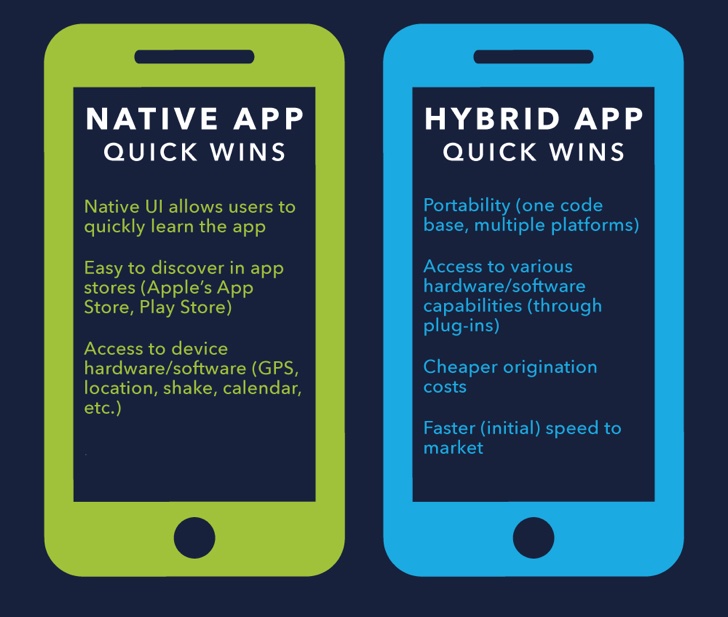 NATIVE APP
QUICK WINS
Native UI allows users to
quickly learn the app
Easy to discover in app
stores (Apple's App
Store, Play Store)
Access to device
hardware/software (GPS,
location, shake, calendar,
etc.)
HYBRID APP
QUICK WINS
Portability (one code
base, multiple platforms)
Access to various
hardware/software
capabilities (through
plug-ins)
Cheaper origination
costs
Faster (initial) speed to
market